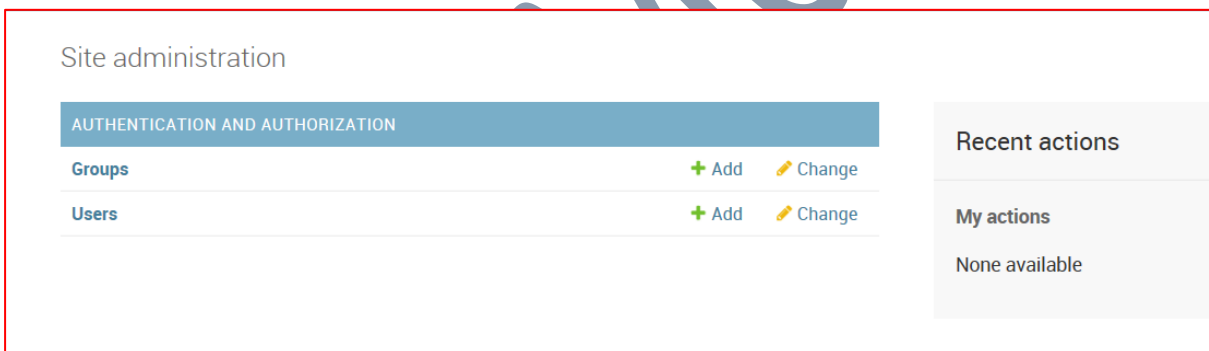 Site administration
AUTHENTICATION AND AUTHORIZATION
Groups + Add Change
Users + Add Change
Recent actions
My actions
None available